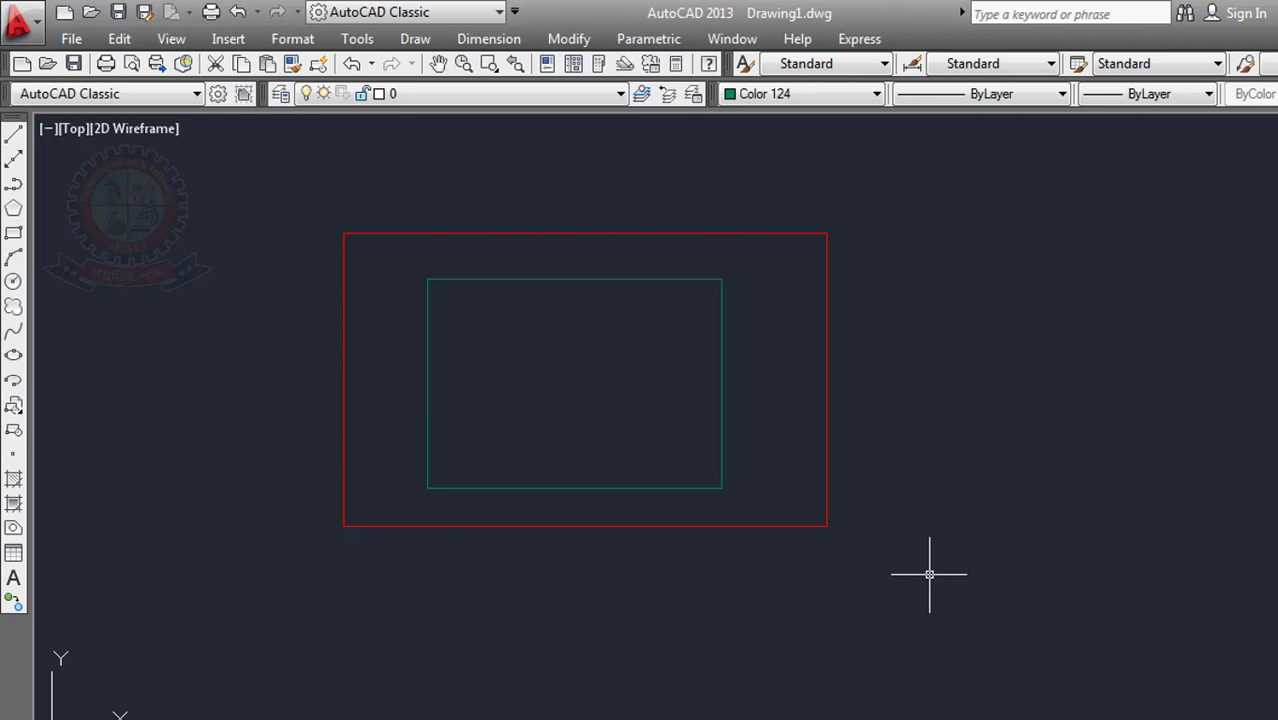 AutoCAD Classic
AutoCAD 2013 Drawing1.dwg
Type a keyword or phrase
Sign In
File Edit View Insert Format Tools Draw Dimension Modify Parametric Window Help Express
Standard Standard Standard
AutoCAD Classic 0 Color 124 ByLayer ByLayer ByColor
[−][Top][2D Wireframe]
A
Y
X